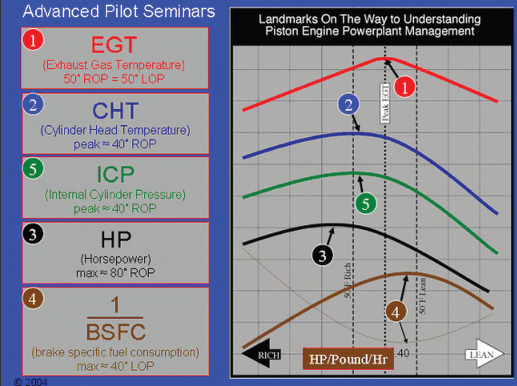 Advanced Pilot Seminars
1
EGT
(Exhaust Gas Temperature)
50° ROP = 50° LOP
2
CHT
(Cylinder Head Temperature)
peak ≈ 40° ROP
5
ICP
(Internal Cylinder Pressure)
peak ≈ 40° ROP
3
HP
(Horsepower)
max ≈ 80° ROP
4
1
BSFC
(brake specific fuel consumption)
max ≈ 40° LOP
© 2004
Landmarks On The Way to Understanding
Piston Engine Powerplant Management
1
Peak EGT
2
5
3
50°F Rich
50°F Lean
4
RICH
HP/Pound/Hr
.40
LEAN